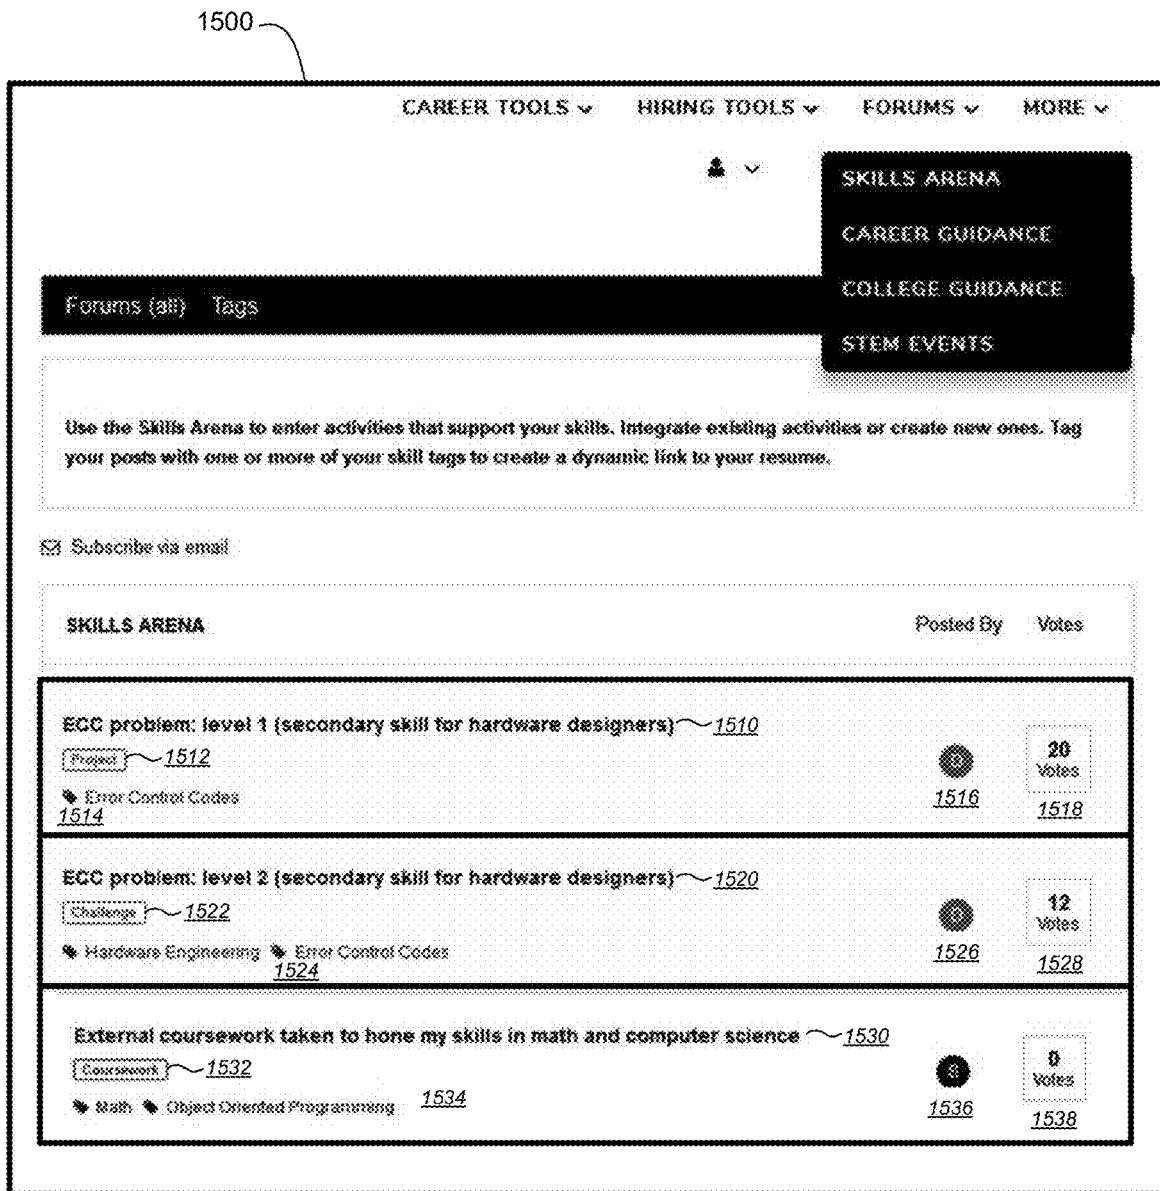 1500
CAREER TOOLS HIRING TOOLS FORUMS MORE
SKILLS ARENA
CAREER GUIDANCE
COLLEGE GUIDANCE
STEM EVENTS
Forums (all) Tags
Use the Skills Arena to enter activities that support your skills. Integrate existing activities or create new ones. Tag
your posts with one or more of your skill tags to create a dynamic link to your resume.
Subscribe via email
SKILLS ARENA Posted By Votes
ECC problem: level 1 (secondary skill for hardware designers) 1510
Project 1512
Error Control Codes
1514
1516
20
Votes
1518
ECC problem: level 2 (secondary skill for hardware designers) 1520
Challenge 1522
Hardware Engineering Error Control Codes
1524
1526
12
Votes
1528
External coursework taken to hone my skills in math and computer science 1530
Coursework 1532
Math Object Oriented Programming 1534
1536
0
Votes
1538